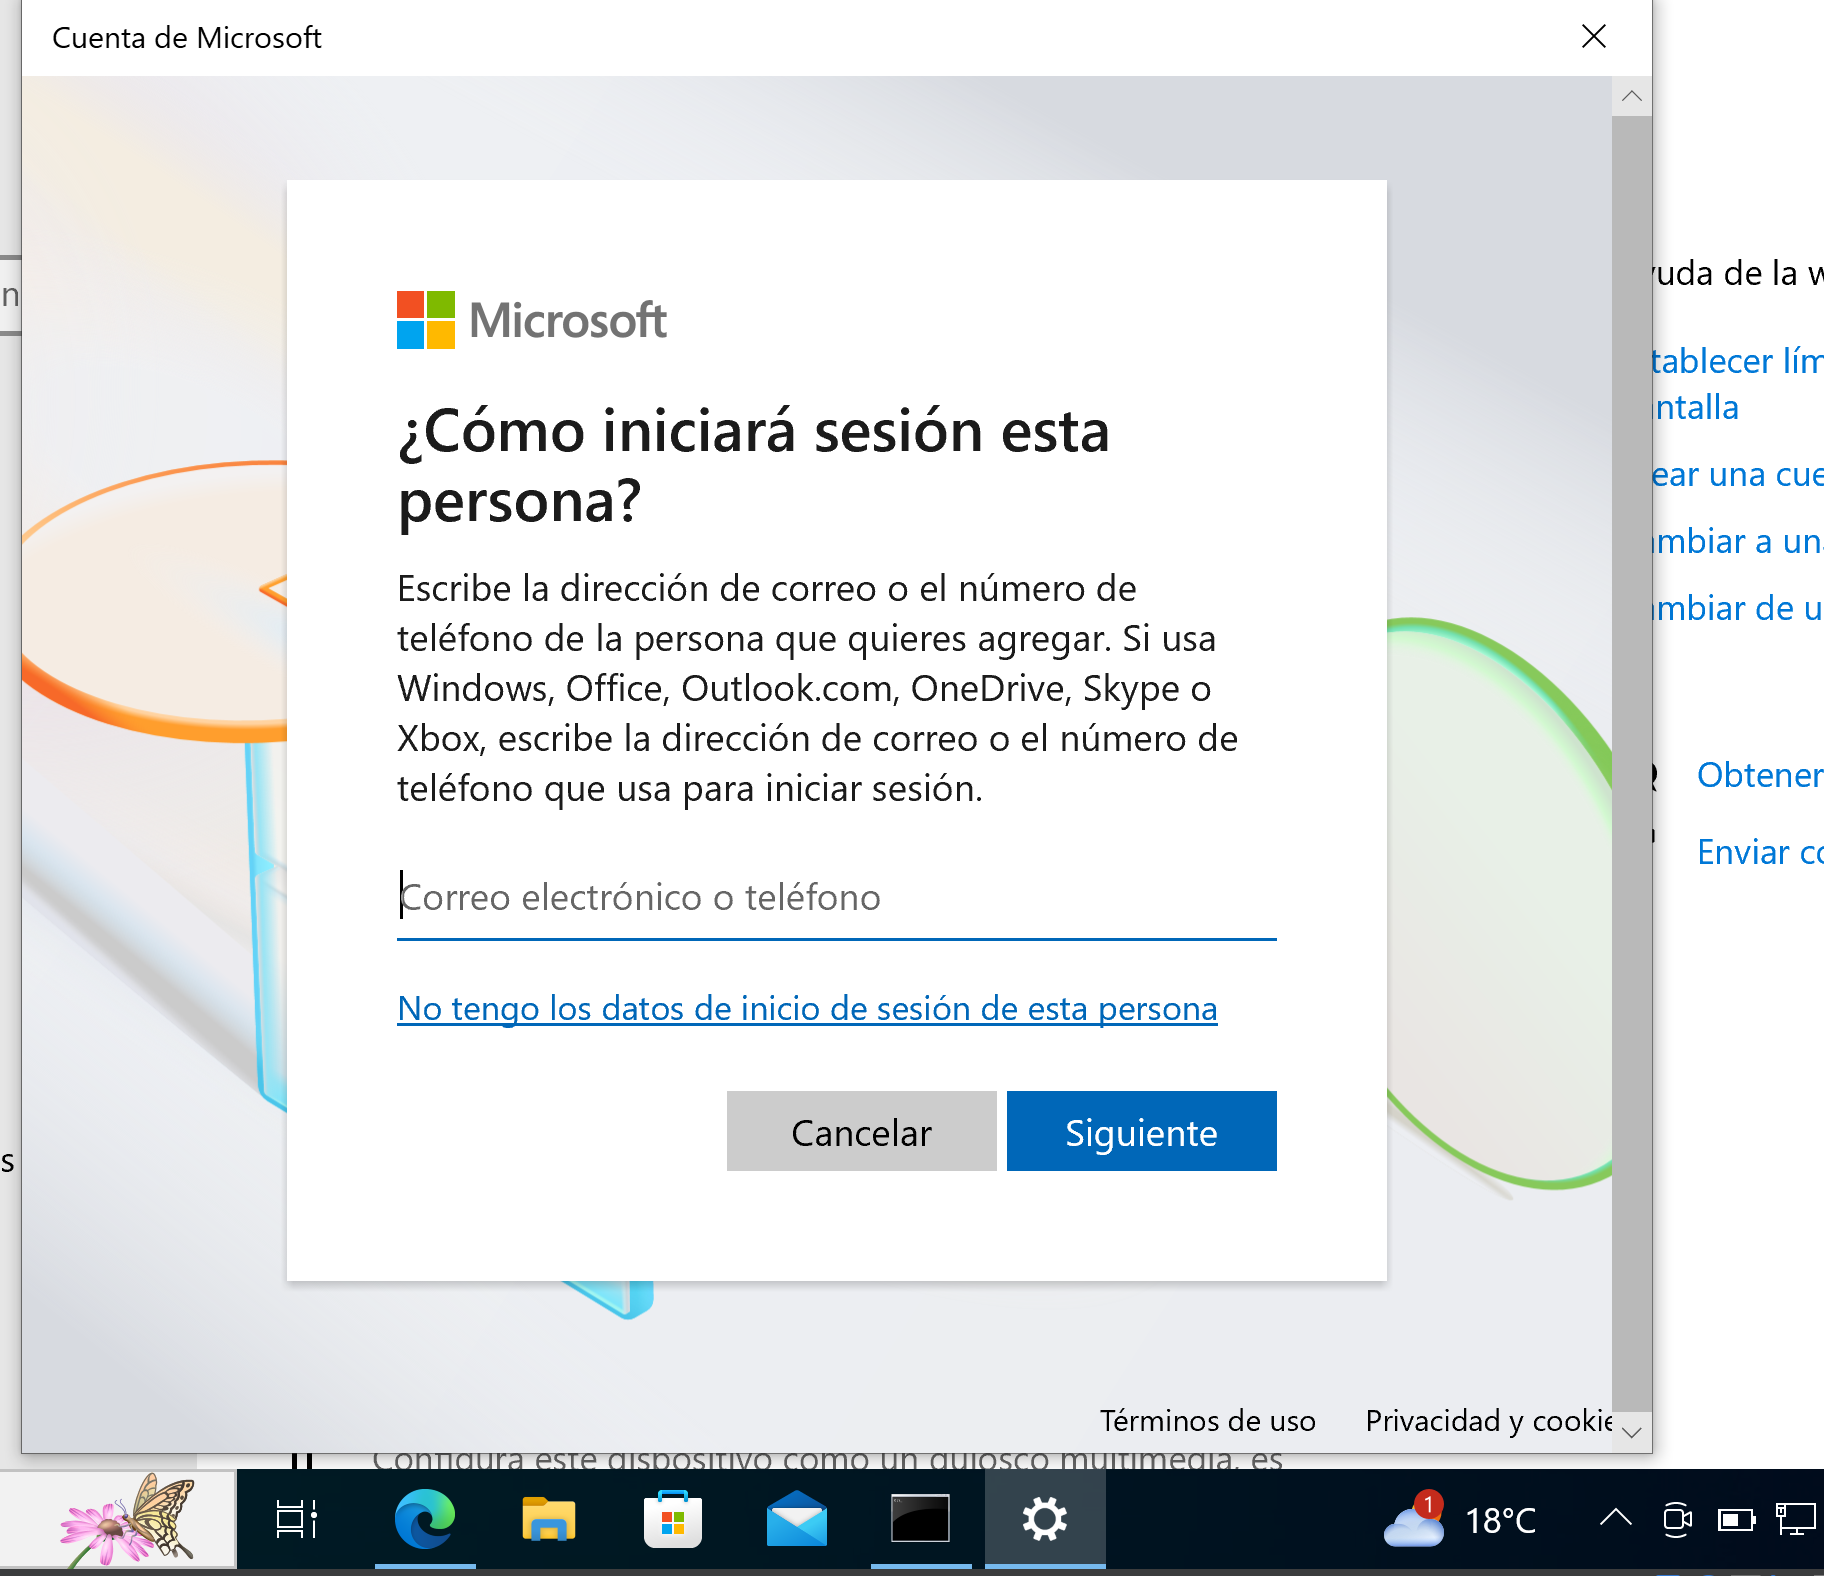 Cuenta de Microsoft
Microsoft
¿Cómo iniciará sesión esta
persona?
Escribe la dirección de correo o el número de
teléfono de la persona que quieres agregar. Si usa
Windows, Office, Outlook.com, OneDrive, Skype o
Xbox, escribe la dirección de correo o el número de
teléfono que usa para iniciar sesión.
Correo electrónico o teléfono
No tengo los datos de inicio de sesión de esta persona
Cancelar
Siguiente
Términos de uso
Privacidad y cookie
yuda de la w
tablecer lím
ntalla
ear una cue
mbiar a una
mbiar de u
Obtener
Enviar co
n
s
Configura este dispositivo como un quiosco multimedia, es
1
18°C